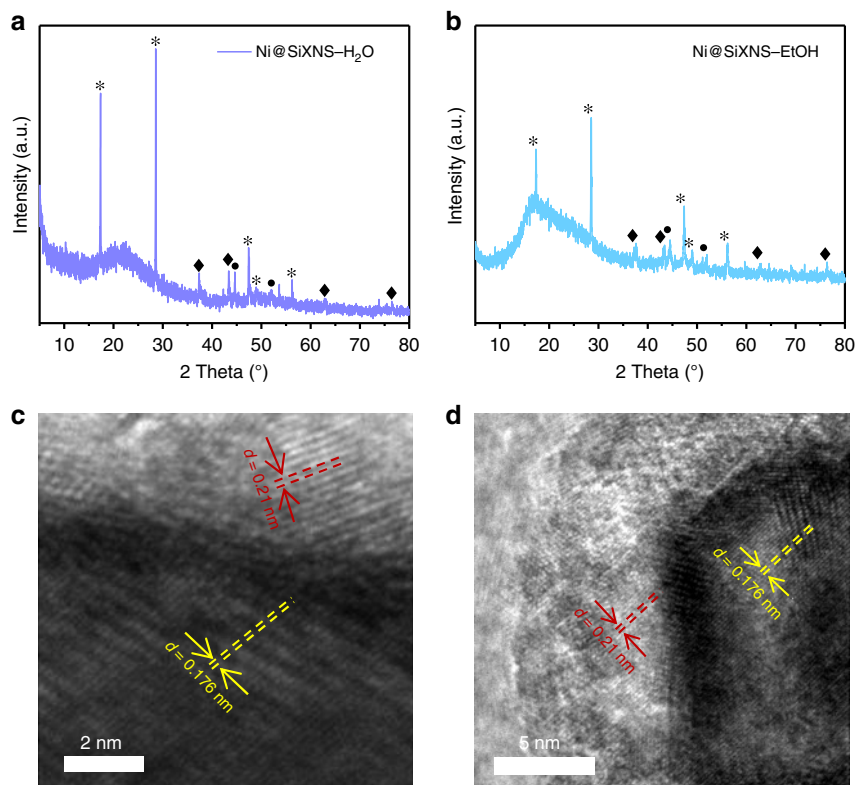 a
Ni@SiXNS–H₂O
* * ◆ ◆ • * * • * ◆ ◆
Intensity (a.u.)
10 20 30 40 50 60 70 80
2 Theta (°)
b
Ni@SiXNS–EtOH
* * ◆ ◆ • * * • * ◆ ◆
Intensity (a.u.)
10 20 30 40 50 60 70 80
2 Theta (°)
c
d = 0.21 nm
d = 0.176 nm
2 nm
d
d = 0.176 nm
d = 0.21 nm
5 nm